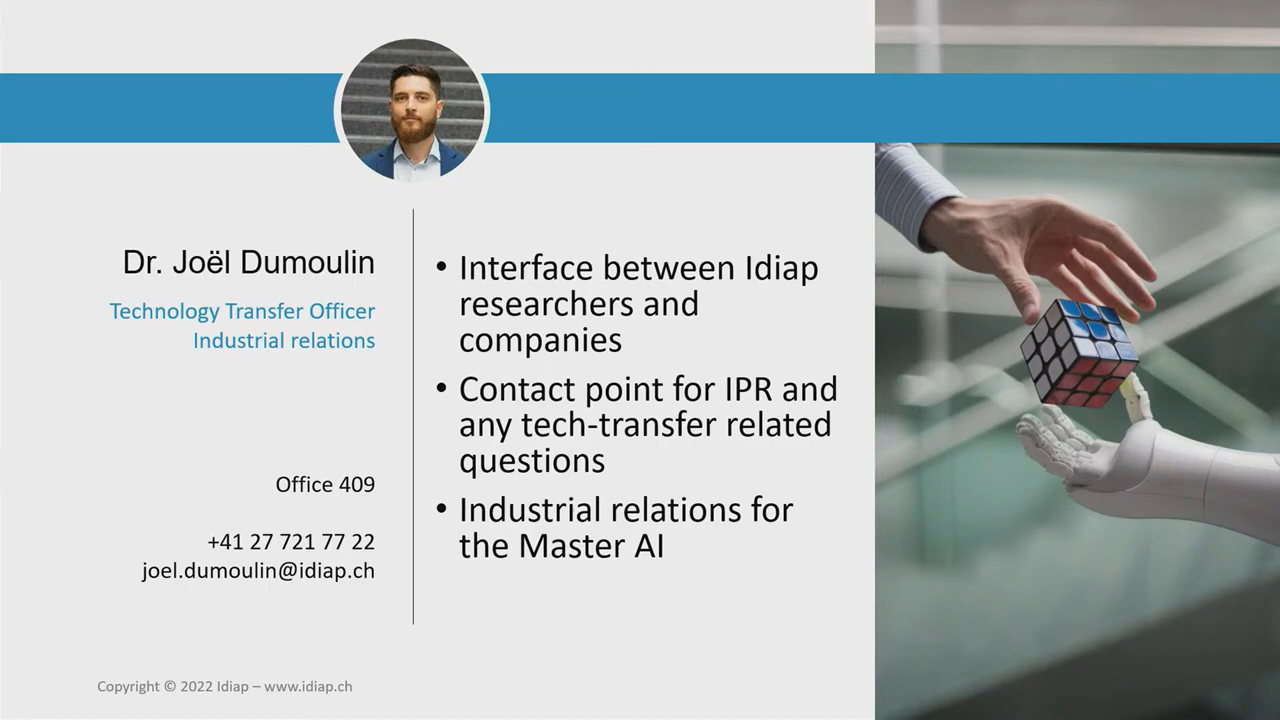 Dr. Joël Dumoulin
Technology Transfer Officer
Industrial relations
Office 409
+41 27 721 77 22
joel.dumoulin@idiap.ch
• Interface between Idiap
researchers and
companies
• Contact point for IPR and
any tech-transfer related
questions
• Industrial relations for
the Master AI
Copyright © 2022 Idiap – www.idiap.ch